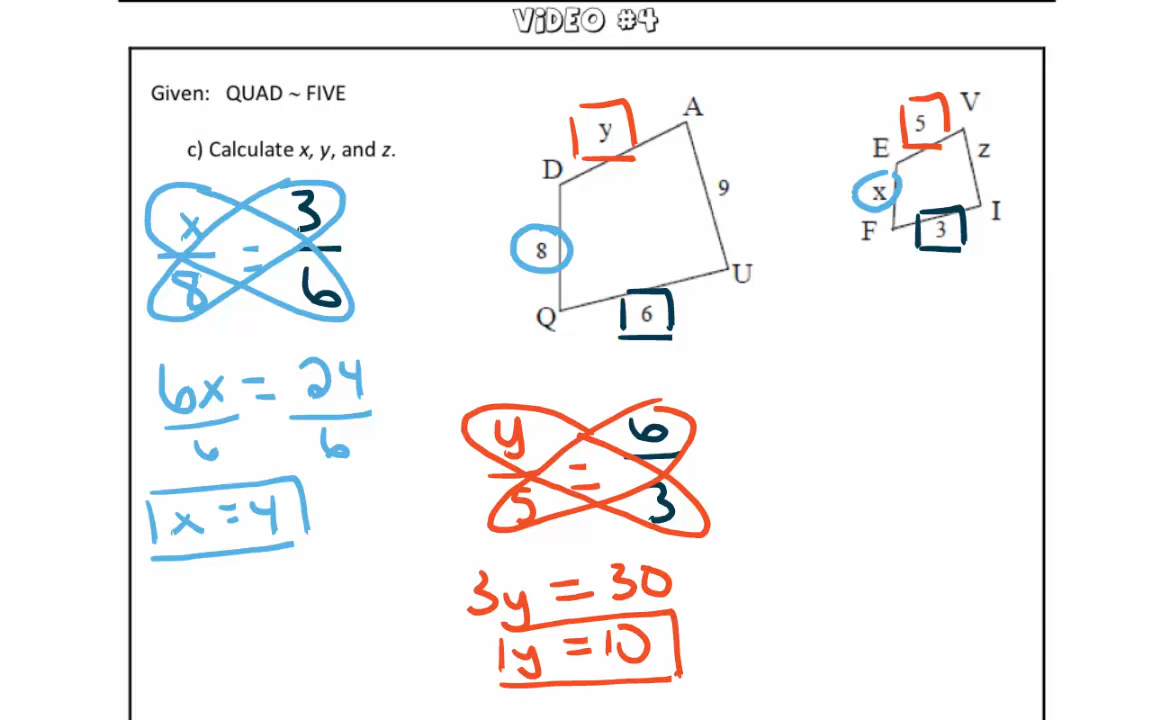 VIDEO #4
Given: QUAD ~ FIVE
c) Calculate x, y, and z.
x/8 = 3/6
6x/6 = 24/6
x = 4
y
A
D
9
8
U
Q
6
5
V
E
z
x
I
F
3
y/5 = 6/3
3y = 30
1y = 10